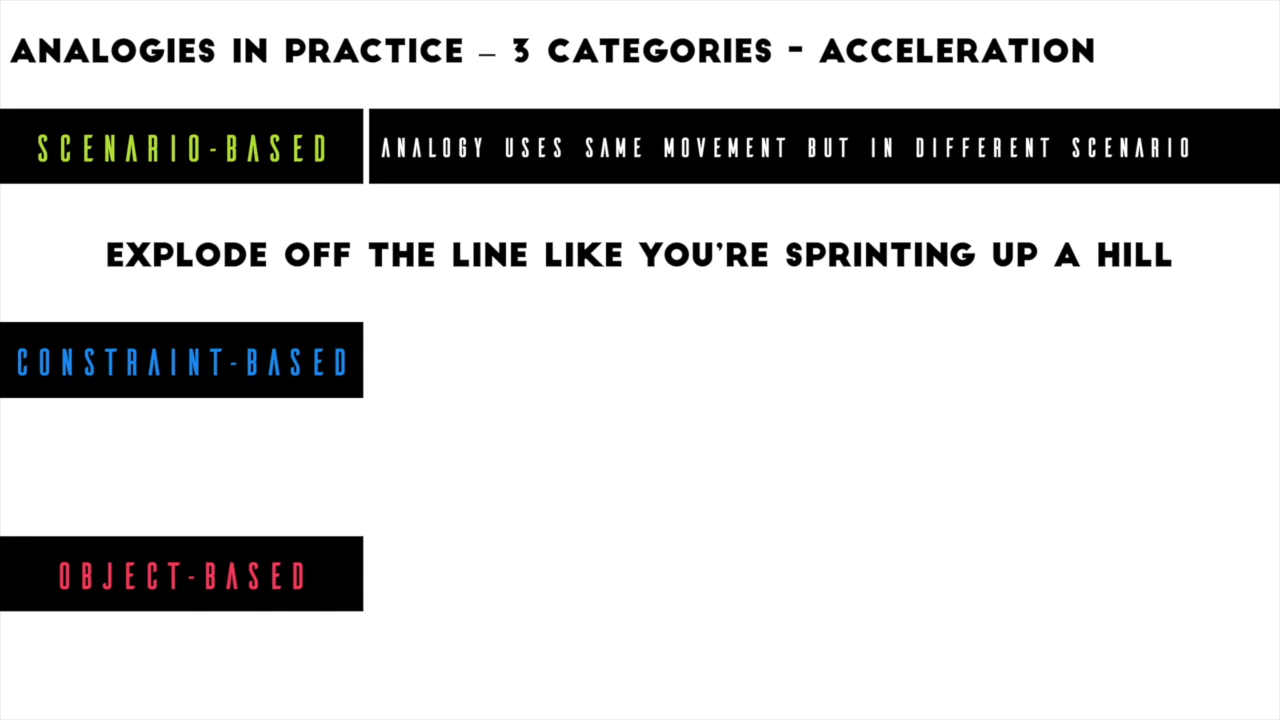 ANALOGIES IN PRACTICE – 3 CATEGORIES - ACCELERATION
SCENARIO-BASED
ANALOGY USES SAME MOVEMENT BUT IN DIFFERENT SCENARIO
EXPLODE OFF THE LINE LIKE YOU'RE SPRINTING UP A HILL
CONSTRAINT-BASED
OBJECT-BASED